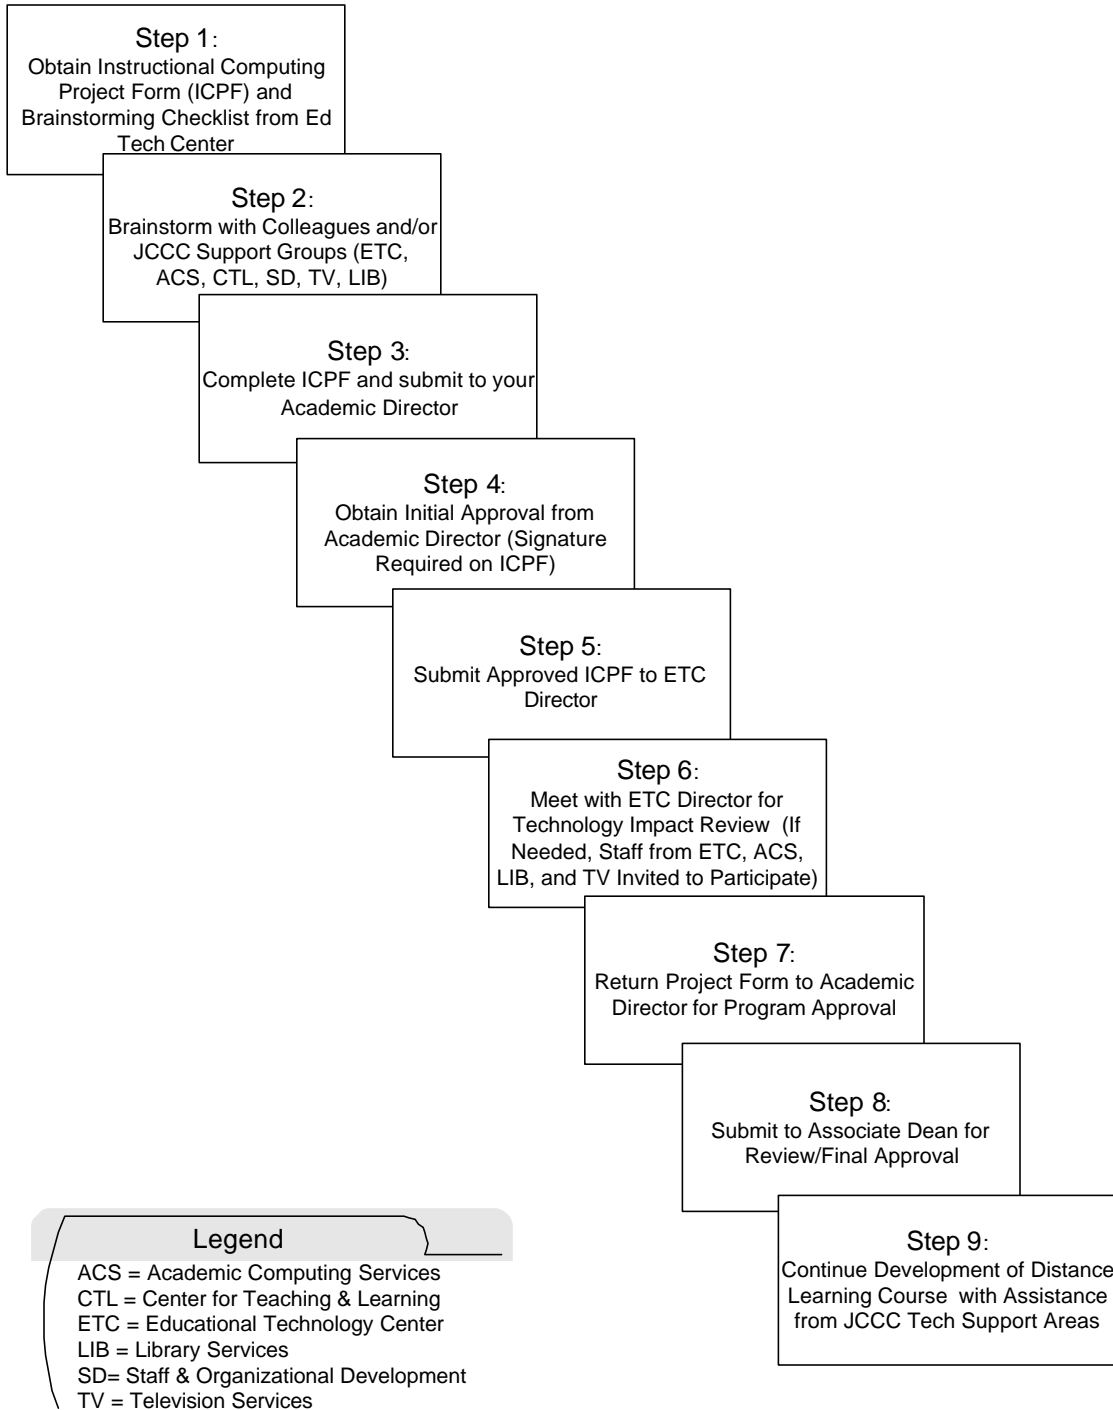 Step 1:
Obtain Instructional Computing
Project Form (ICPF) and
Brainstorming Checklist from Ed
Tech Center
Step 2:
Brainstorm with Colleagues and/or
JCCC Support Groups (ETC,
ACS, CTL, SD, TV, LIB)
Step 3:
Complete ICPF and submit to your
Academic Director
Step 4:
Obtain Initial Approval from
Academic Director (Signature
Required on ICPF)
Step 5:
Submit Approved ICPF to ETC
Director
Step 6:
Meet with ETC Director for
Technology Impact Review (If
Needed, Staff from ETC, ACS,
LIB, and TV Invited to Participate)
Step 7:
Return Project Form to Academic
Director for Program Approval
Step 8:
Submit to Associate Dean for
Review/Final Approval
Step 9:
Continue Development of Distance
Learning Course with Assistance
from JCCC Tech Support Areas
Legend
ACS = Academic Computing Services
CTL = Center for Teaching & Learning
ETC = Educational Technology Center
LIB = Library Services
SD= Staff & Organizational Development
TV = Television Services